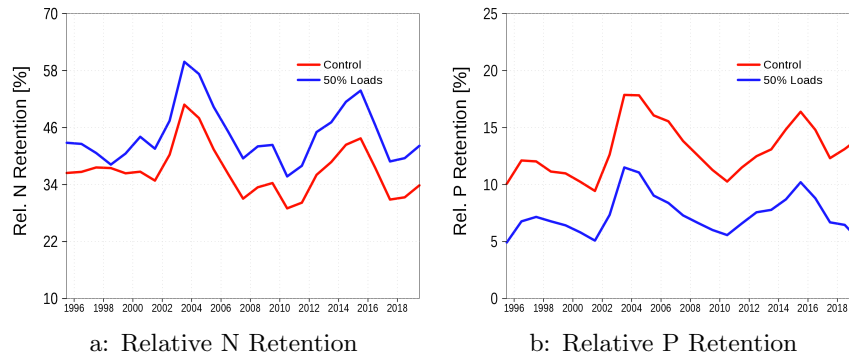 70
58
46
34
22
10
Rel. N Retention [%]
Control
50% Loads
1996 1998 2000 2002 2004 2006 2008 2010 2012 2014 2016 2018
a: Relative N Retention
25
20
15
10
5
0
Rel. P Retention [%]
Control
50% Loads
1996 1998 2000 2002 2004 2006 2008 2010 2012 2014 2016 2018
b: Relative P Retention